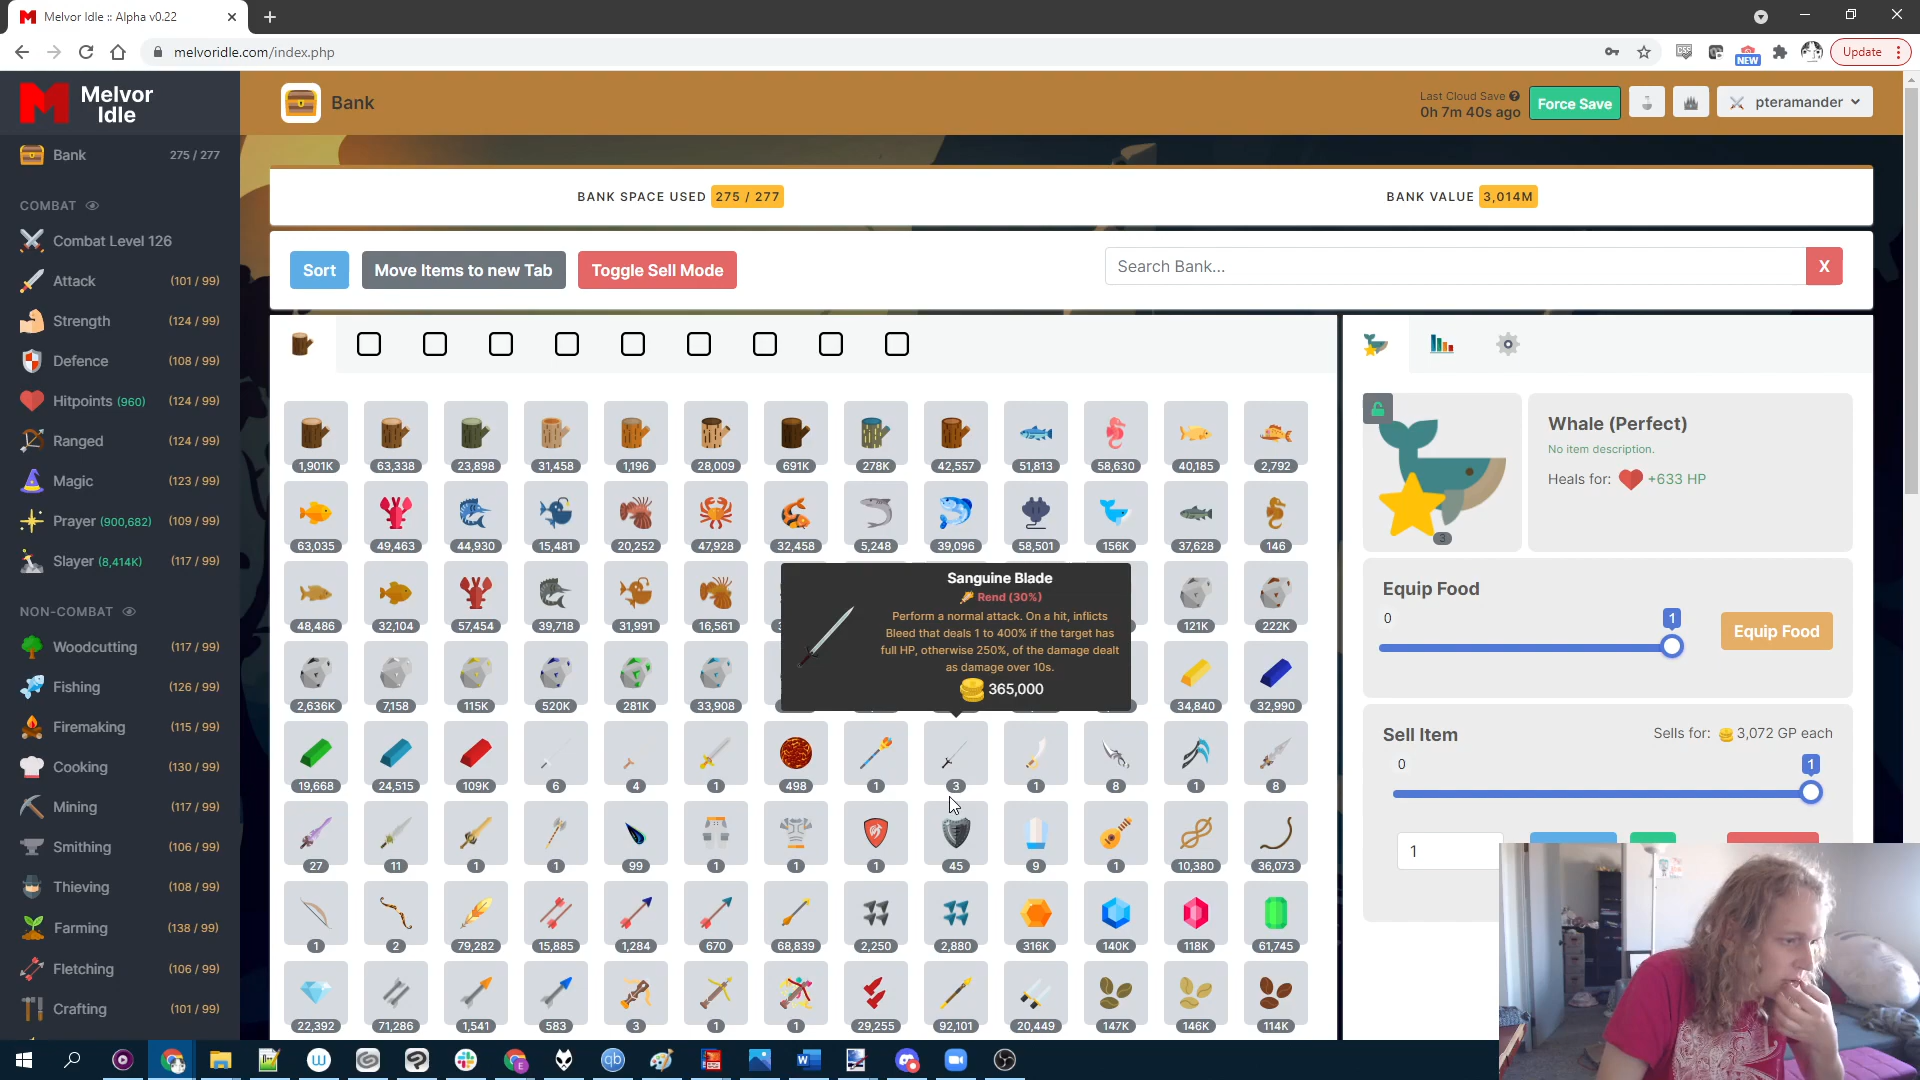 Melvor Idle :: Alpha v0.22
melvoridle.com/index.php
NEW
Update
Melvor
Idle
Bank
Last Cloud Save
0h 7m 40s ago
Force Save
pteramander
Bank 275 / 277
COMBAT
Combat Level 126
Attack (101 / 99)
Strength (124 / 99)
Defence (108 / 99)
Hitpoints (960) (124 / 99)
Ranged (124 / 99)
Magic (123 / 99)
Prayer (900,682) (109 / 99)
Slayer (8,414K) (117 / 99)
NON-COMBAT
Woodcutting (117 / 99)
Fishing (126 / 99)
Firemaking (115 / 99)
Cooking (130 / 99)
Mining (117 / 99)
Smithing (106 / 99)
Thieving (108 / 99)
Farming (138 / 99)
Fletching (106 / 99)
Crafting (101 / 99)
BANK SPACE USED 275 / 277
BANK VALUE 3,014M
Sort
Move Items to new Tab
Toggle Sell Mode
Search Bank...
X
1,901K 63,338 23,898 31,458 1,196 28,009 691K 278K 42,557 51,813 58,630 40,185 2,792
63,035 49,463 44,930 15,481 20,252 47,928 32,458 5,248 39,096 58,501 156K 37,628 146
48,486 32,104 57,454 39,718 31,991 16,561 121K 222K
2,636K 7,158 115K 520K 281K 33,908 34,840 32,990
19,668 24,515 109K 6 4 1 498 1 3 1 8 1 8
27 11 1 1 99 1 1 1 45 9 1 10,380 36,073
1 2 79,282 15,885 1,284 670 68,839 2,250 2,880 316K 140K 118K 61,745
22,392 71,286 1,541 583 3 1 1 29,255 92,101 20,449 147K 146K 114K
Sanguine Blade
Rend (30%)
Perform a normal attack. On a hit, inflicts
Bleed that deals 1 to 400% if the target has
full HP, otherwise 250%, of the damage dealt
as damage over 10s.
365,000
3
Whale (Perfect)
No item description.
Heals for: +633 HP
Equip Food
0
1
Equip Food
Sell Item
Sells for: 3,072 GP each
0
1
1